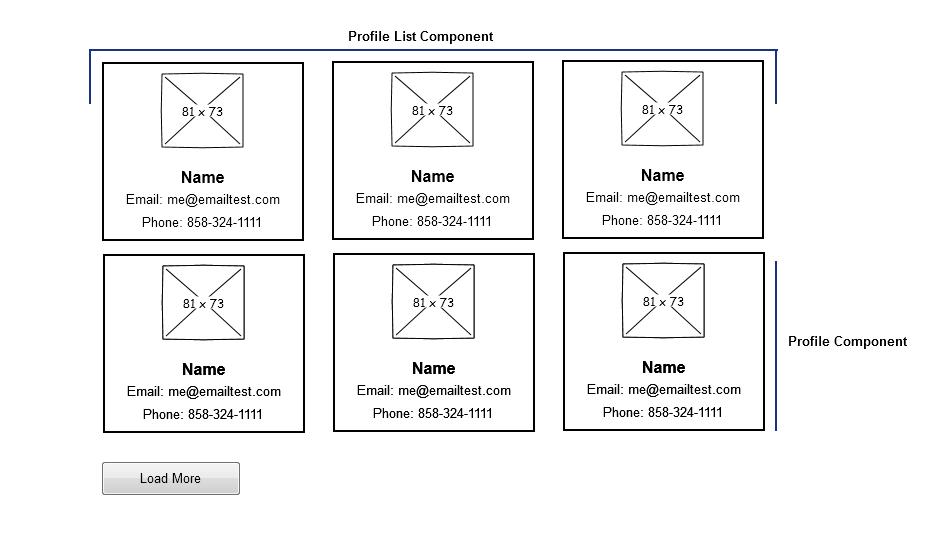 Profile List Component
81 x 73
81 x 73
81 x 73
Name
Name
Name
Email: me@emailtest.com
Email: me@emailtest.com
Email: me@emailtest.com
Phone: 858-324-1111
Phone: 858-324-1111
Phone: 858-324-1111
81 x 73
81 x 73
81 x 73
Profile Component
Name
Name
Name
Email: me@emailtest.com
Email: me@emailtest.com
Email: me@emailtest.com
Phone: 858-324-1111
Phone: 858-324-1111
Phone: 858-324-1111
Load More